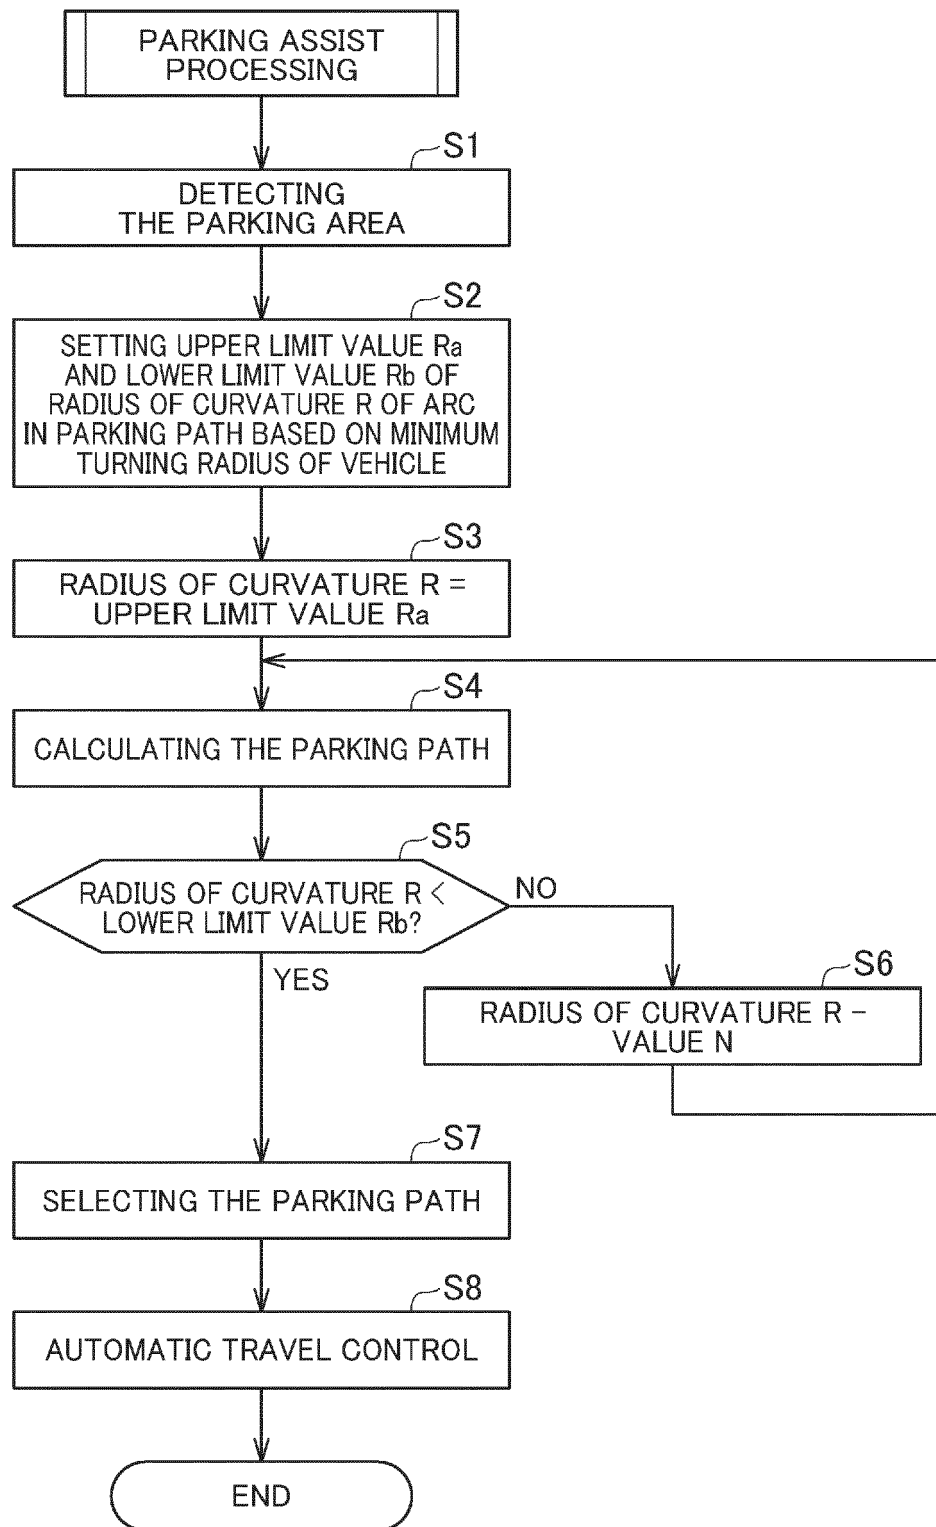 PARKING ASSIST
PROCESSING
S1
DETECTING
THE PARKING AREA
S2
SETTING UPPER LIMIT VALUE Ra
AND LOWER LIMIT VALUE Rb OF
RADIUS OF CURVATURE R OF ARC
IN PARKING PATH BASED ON MINIMUM
TURNING RADIUS OF VEHICLE
S3
RADIUS OF CURVATURE R =
UPPER LIMIT VALUE Ra
S4
CALCULATING THE PARKING PATH
S5
RADIUS OF CURVATURE R <
LOWER LIMIT VALUE Rb?
NO
YES
S6
RADIUS OF CURVATURE R -
VALUE N
S7
SELECTING THE PARKING PATH
S8
AUTOMATIC TRAVEL CONTROL
END